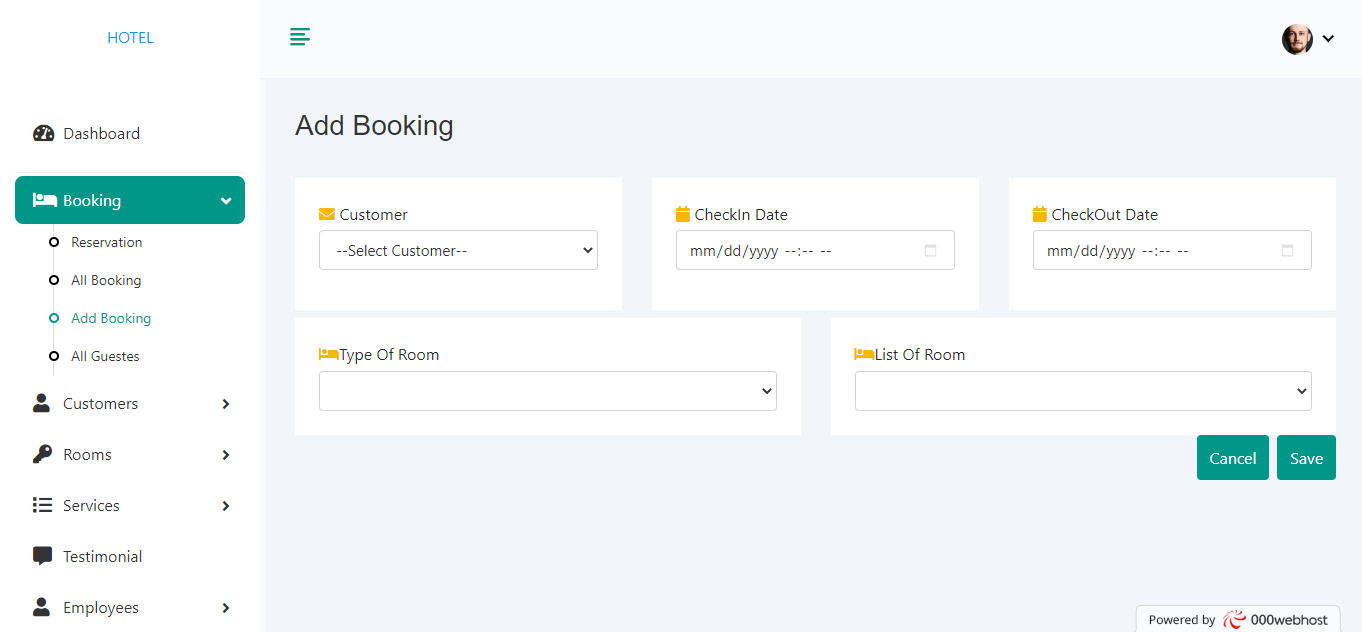 HOTEL
Dashboard
Booking
Reservation
All Booking
Add Booking
All Guestes
Customers
Rooms
Services
Testimonial
Employees
Add Booking
Customer
--Select Customer--
CheckIn Date
mm/dd/yyyy --:-- --
CheckOut Date
mm/dd/yyyy --:-- --
Type Of Room
List Of Room
Cancel
Save
Powered by 000webhost